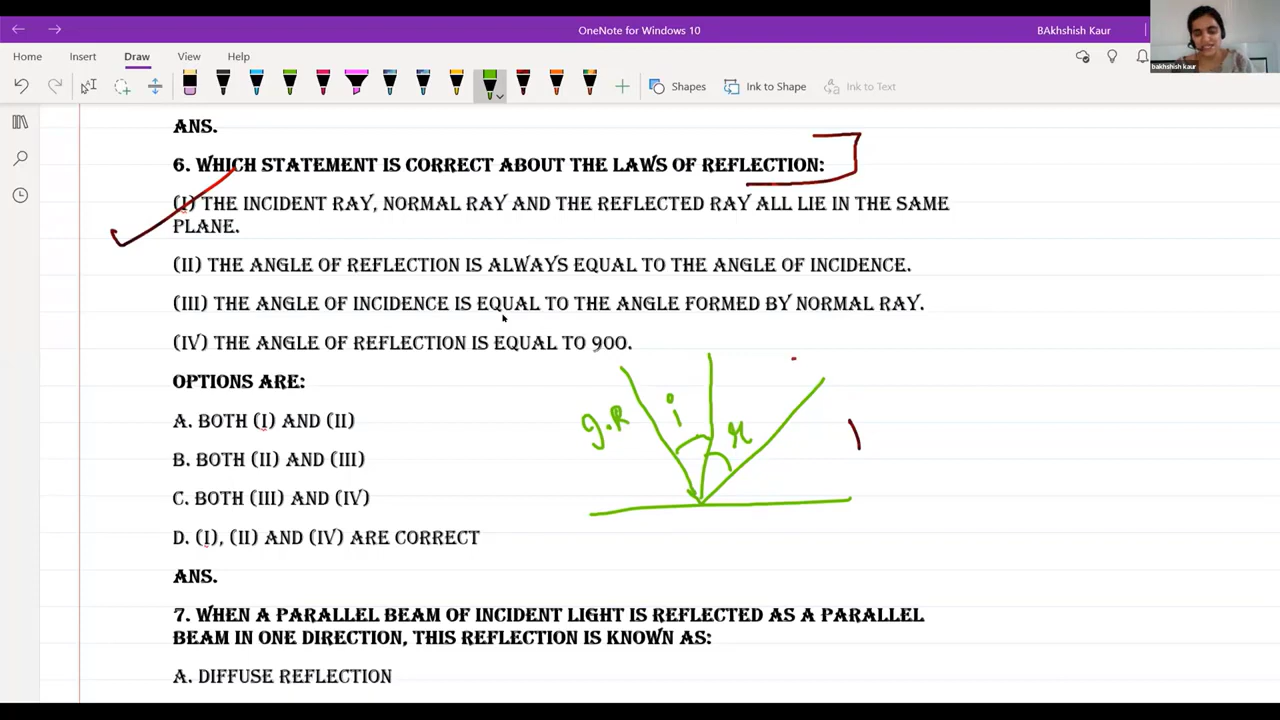 OneNote for Windows 10
BAkhshish Kaur
Home Insert Draw View Help
bakhshish kaur
Shapes Ink to Shape Ink to Text
ANS.
6. WHICH STATEMENT IS CORRECT ABOUT THE LAWS OF REFLECTION:
(I) THE INCIDENT RAY, NORMAL RAY AND THE REFLECTED RAY ALL LIE IN THE SAME
PLANE.
(II) THE ANGLE OF REFLECTION IS ALWAYS EQUAL TO THE ANGLE OF INCIDENCE.
(III) THE ANGLE OF INCIDENCE IS EQUAL TO THE ANGLE FORMED BY NORMAL RAY.
(IV) THE ANGLE OF REFLECTION IS EQUAL TO 900.
OPTIONS ARE:
A. BOTH (I) AND (II)
i
r
I.R
B. BOTH (II) AND (III)
C. BOTH (III) AND (IV)
D. (I), (II) AND (IV) ARE CORRECT
ANS.
7. WHEN A PARALLEL BEAM OF INCIDENT LIGHT IS REFLECTED AS A PARALLEL
BEAM IN ONE DIRECTION, THIS REFLECTION IS KNOWN AS:
A. DIFFUSE REFLECTION